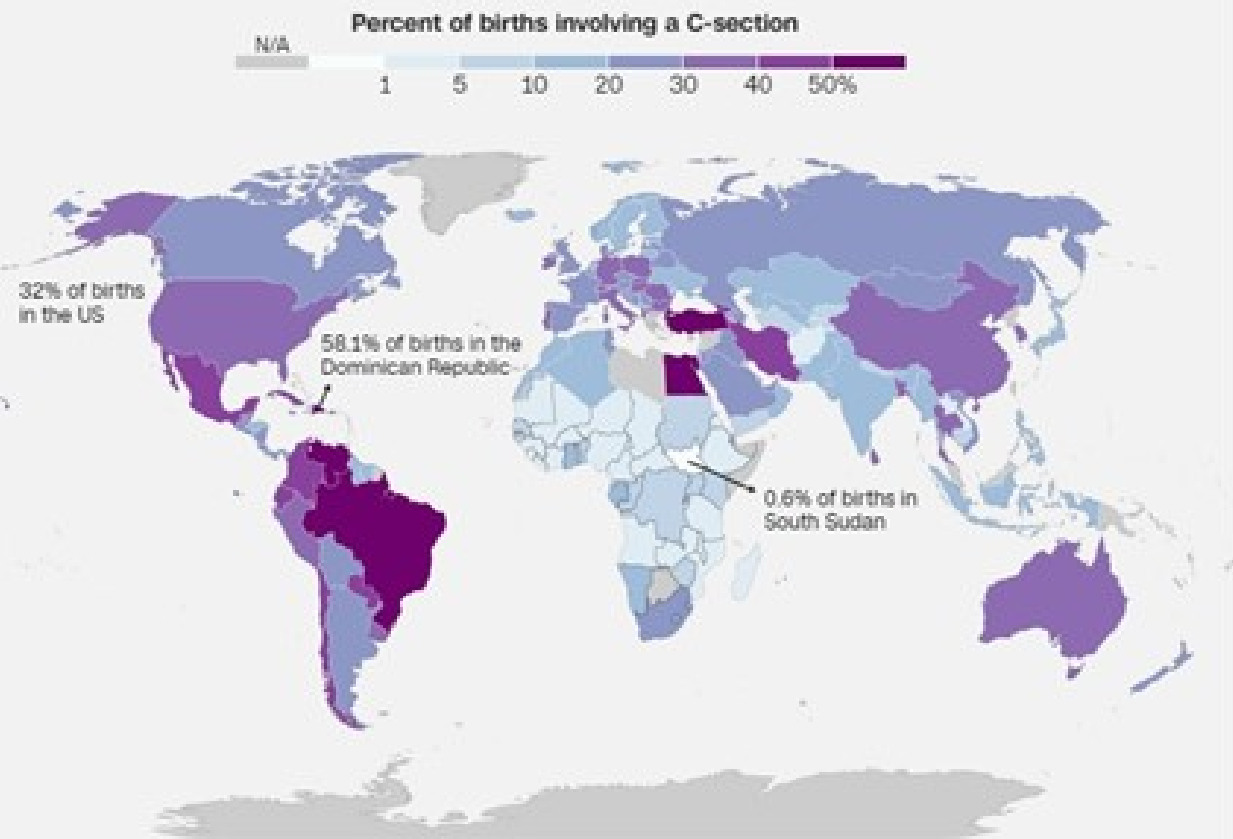 Percent of births involving a C-section
N/A
1 5 10 20 30 40 50%
32% of births
in the US
58.1% of births in the
Dominican Republic
0.6% of births in
South Sudan